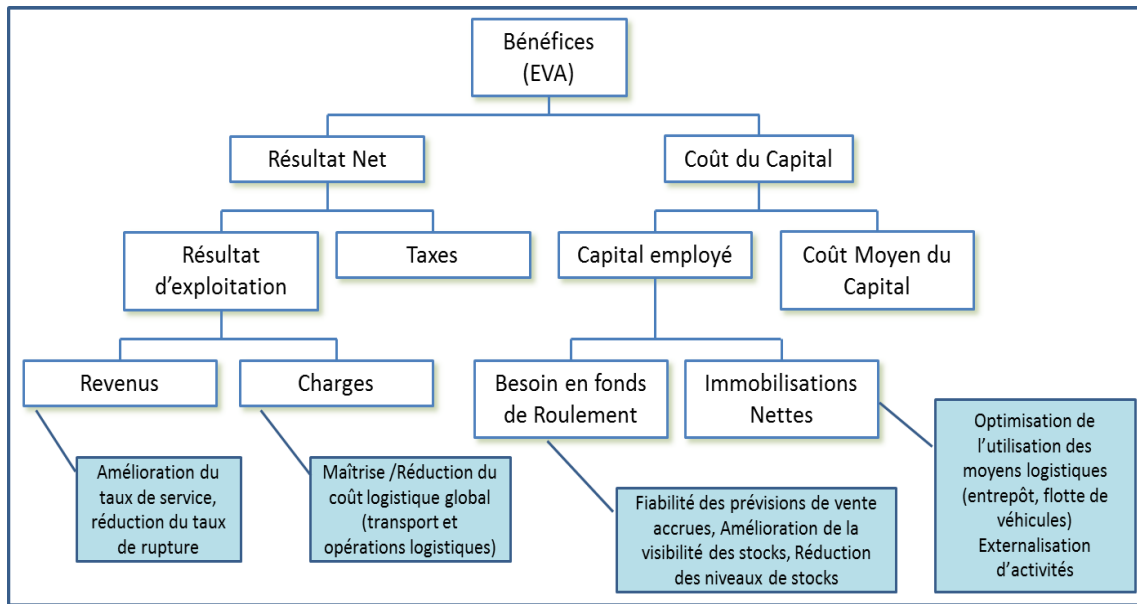 Bénéfices
(EVA)
Résultat Net
Coût du Capital
Résultat
d'exploitation
Taxes
Capital employé
Coût Moyen du
Capital
Revenus
Charges
Besoin en fonds
de Roulement
Immobilisations
Nettes
Amélioration du
taux de service,
réduction du taux
de rupture
Maîtrise /Réduction du
coût logistique global
(transport et
opérations logistiques)
Fiabilité des prévisions de vente
accrues, Amélioration de la
visibilité des stocks, Réduction
des niveaux de stocks
Optimisation de
l'utilisation des
moyens logistiques
(entrepôt, flotte de
véhicules)
Externalisation
d'activités